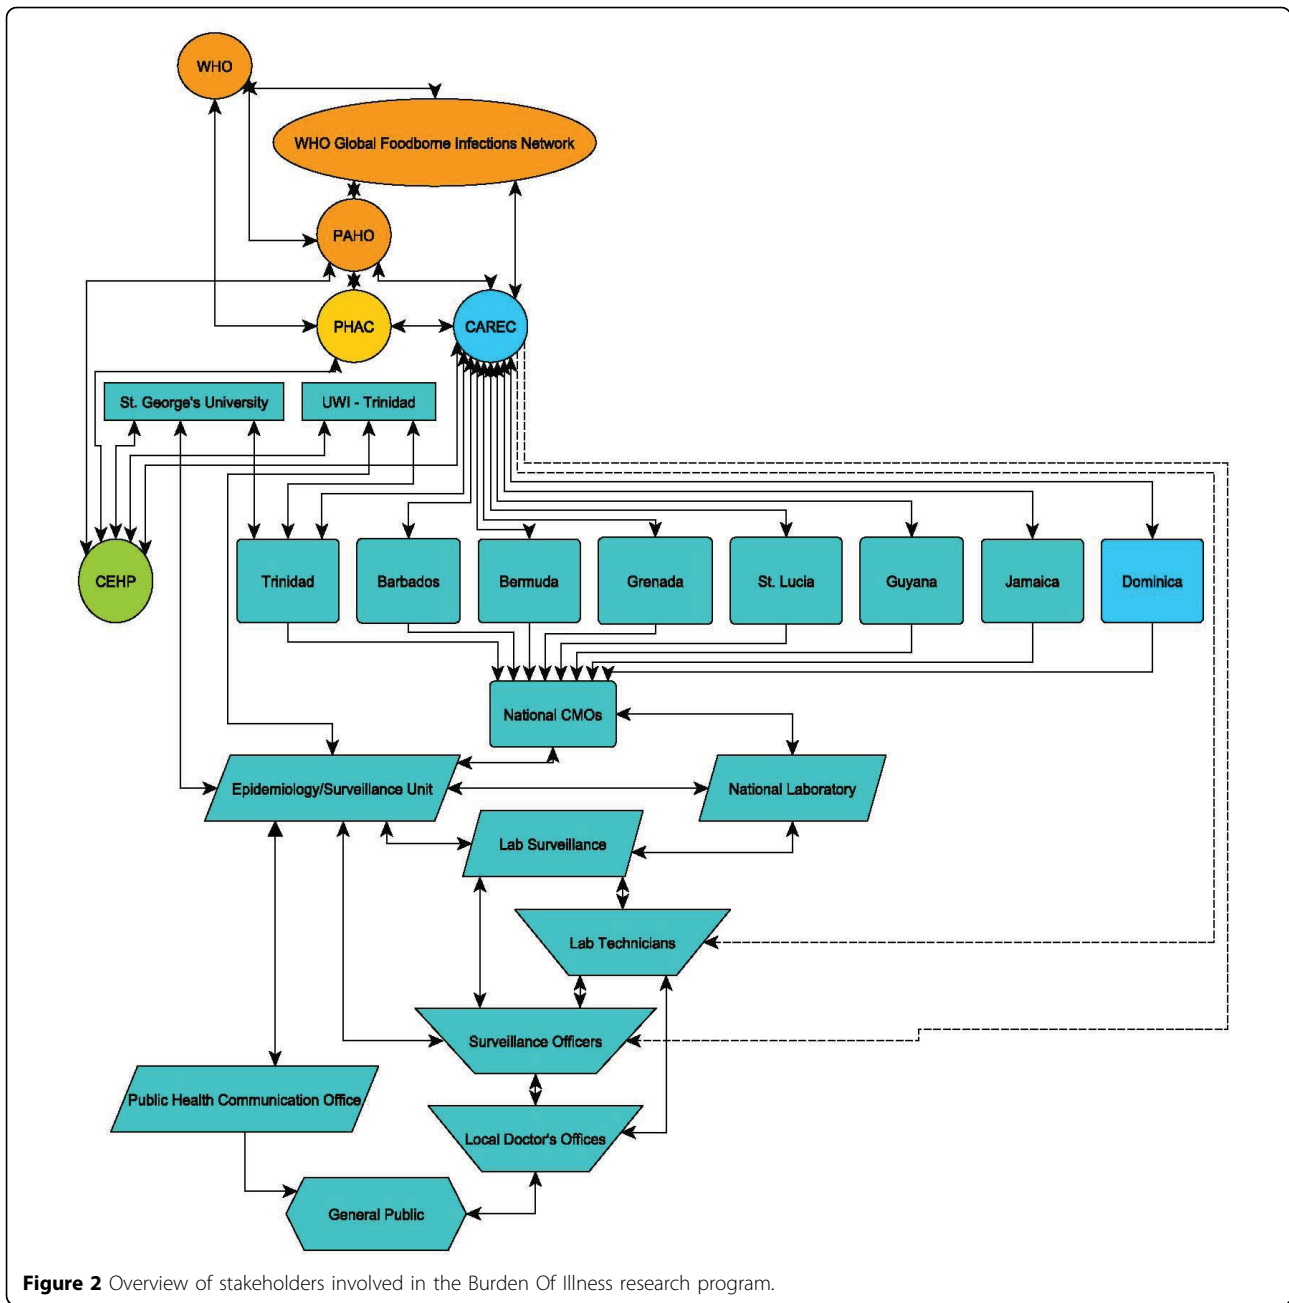 WHO
WHO Global Foodborne Infections Network
PAHO
PHAC
CAREC
St. George's University
UWI - Trinidad
CEHP
Trinidad
Barbados
Bermuda
Grenada
St. Lucia
Guyana
Jamaica
Dominica
National CMOs
Epidemiology/Surveillance Unit
National Laboratory
Lab Surveillance
Lab Technicians
Surveillance Officers
Public Health Communication Office
Local Doctor's Offices
General Public
Figure 2 Overview of stakeholders involved in the Burden Of Illness research program.